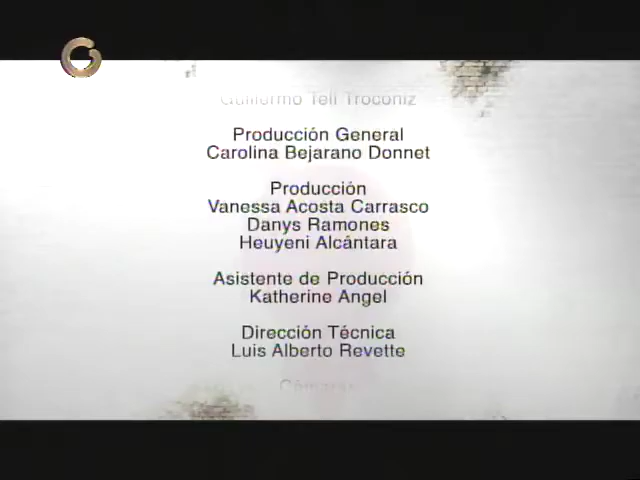 Guillermo Tell Troconiz
Producción General
Carolina Bejarano Donnet
Producción
Vanessa Acosta Carrasco
Danys Ramones
Heuyeni Alcántara
Asistente de Producción
Katherine Angel
Dirección Técnica
Luis Alberto Revette
Cámaras